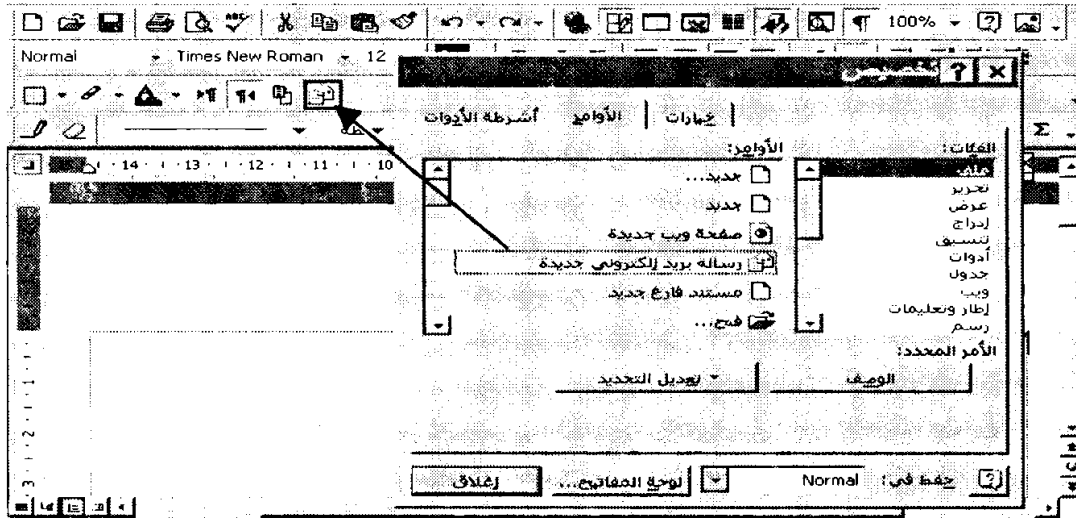 100%
Normal Times New Roman 12
تخصيص
أشرطة الأدوات الأوامر خيارات
14 13 12 11 10
الفئات:
ملف
تحرير
عرض
إدراج
تنسيق
أدوات
جدول
ويب
إطار وتعليمات
رسم
الأوامر:
جديد...
جديد
صفحة ويب جديدة
رسالة بريد إلكتروني جديدة
مستند فارغ جديد
فتح...
الأمر المحدد:
الوصف
تعديل التحديد
حفظ في: Normal
لوحة المفاتيح...
إغلاق